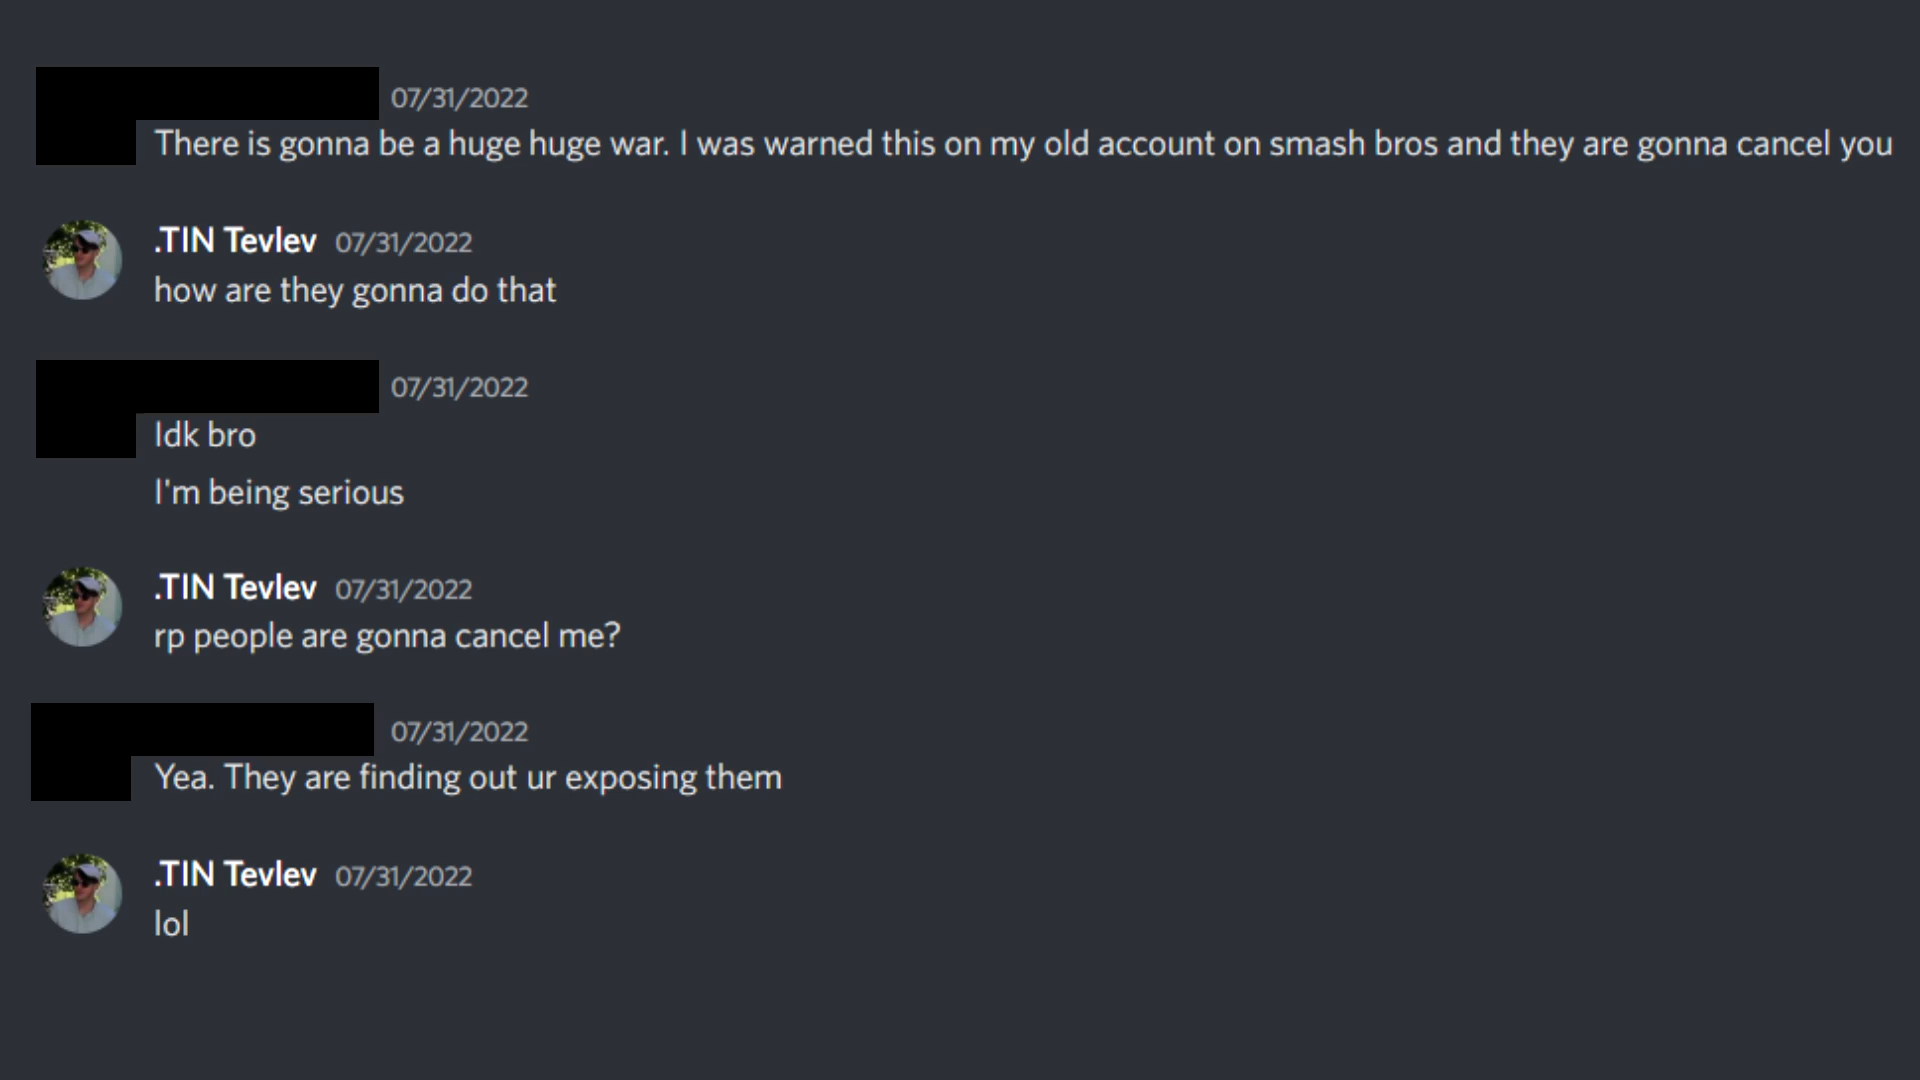 07/31/2022
There is gonna be a huge huge war. I was warned this on my old account on smash bros and they are gonna cancel you
.TIN Tevlev 07/31/2022
how are they gonna do that
07/31/2022
Idk bro
I'm being serious
.TIN Tevlev 07/31/2022
rp people are gonna cancel me?
07/31/2022
Yea. They are finding out ur exposing them
.TIN Tevlev 07/31/2022
lol